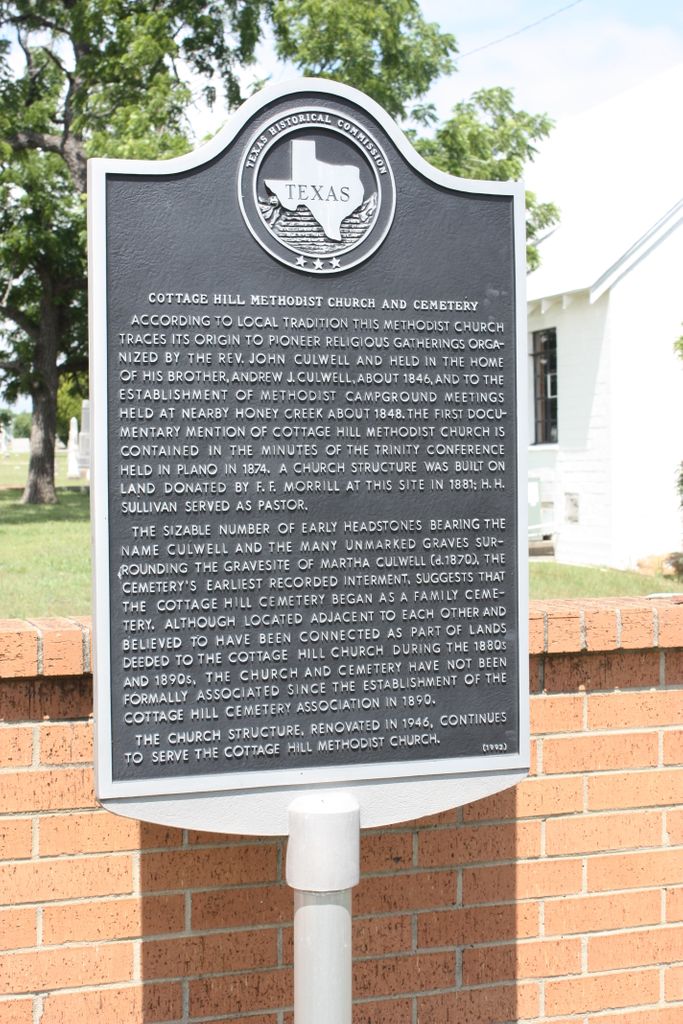 TEXAS HISTORICAL COMMISSION
TEXAS
COTTAGE HILL METHODIST CHURCH AND CEMETERY
ACCORDING TO LOCAL TRADITION THIS METHODIST CHURCH
TRACES ITS ORIGIN TO PIONEER RELIGIOUS GATHERINGS ORGA-
NIZED BY THE REV. JOHN CULWELL AND HELD IN THE HOME
OF HIS BROTHER, ANDREW J. CULWELL, ABOUT 1846, AND TO THE
ESTABLISHMENT OF METHODIST CAMPGROUND MEETINGS
HELD AT NEARBY HONEY CREEK ABOUT 1848. THE FIRST DOCU-
MENTARY MENTION OF COTTAGE HILL METHODIST CHURCH IS
CONTAINED IN THE MINUTES OF THE TRINITY CONFERENCE
HELD IN PLANO IN 1874. A CHURCH STRUCTURE WAS BUILT ON
LAND DONATED BY F. F. MORRILL AT THIS SITE IN 1881; H. H.
SULLIVAN SERVED AS PASTOR.
THE SIZABLE NUMBER OF EARLY HEADSTONES BEARING THE
NAME CULWELL AND THE MANY UNMARKED GRAVES SUR-
ROUNDING THE GRAVESITE OF MARTHA CULWELL (d.1870), THE
CEMETERY'S EARLIEST RECORDED INTERMENT, SUGGESTS THAT
THE COTTAGE HILL CEMETERY BEGAN AS A FAMILY CEME-
TERY. ALTHOUGH LOCATED ADJACENT TO EACH OTHER AND
BELIEVED TO HAVE BEEN CONNECTED AS PART OF LANDS
DEEDED TO THE COTTAGE HILL CHURCH DURING THE 1880s
AND 1890s, THE CHURCH AND CEMETERY HAVE NOT BEEN
FORMALLY ASSOCIATED SINCE THE ESTABLISHMENT OF THE
COTTAGE HILL CEMETERY ASSOCIATION IN 1890.
THE CHURCH STRUCTURE, RENOVATED IN 1946, CONTINUES
TO SERVE THE COTTAGE HILL METHODIST CHURCH.
(1992)